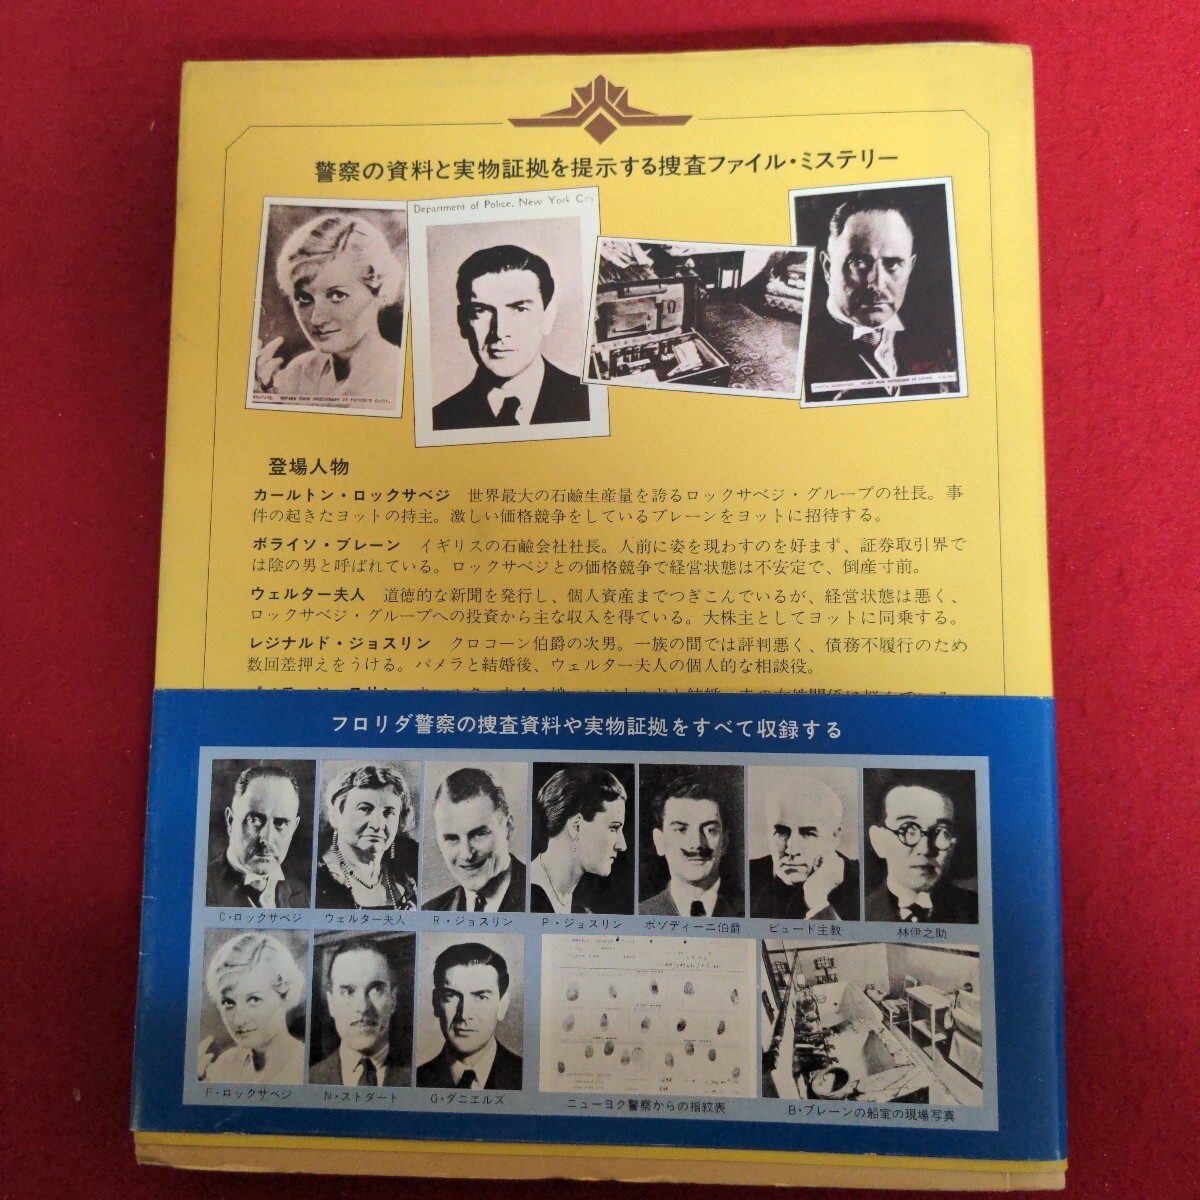 警察の資料と実物証拠を提示する捜査ファイル・ミステリー
Department of Police, New York City
登場人物
カールトン・ロックサベジ　世界最大の石鹸生産量を誇るロックサベジ・グループの社長。事
件の起きたヨットの持主。激しい価格競争をしているブレーンをヨットに招待する。
ボライソ・ブレーン　イギリスの石鹸会社社長。人前に姿を現わすのを好まず、証券取引界で
は陰の男と呼ばれている。ロックサベジとの価格競争で経営状態は不安定で、倒産寸前。
ウェルター夫人　道徳的な新聞を発行し、個人資産までつぎこんでいるが、経営状態は悪く、
ロックサベジ・グループへの投資から主な収入を得ている。大株主としてヨットに同乗する。
レジナルド・ジョスリン　クロコーン伯爵の次男。一族の間では評判悪く、債務不履行のため
数回差押えをうける。パメラと結婚後、ウェルター夫人の個人的な相談役。
フロリダ警察の捜査資料や実物証拠をすべて収録する
C・ロックサベジ
ウェルター夫人
R・ジョスリン
P・ジョスリン
ボゾディーニ伯爵
ビュード主教
林伊之助
F・ロックサベジ
N・ストダート
G・ダニエルズ
ニューヨク警察からの指紋表
B・ブレーンの船室の現場写真